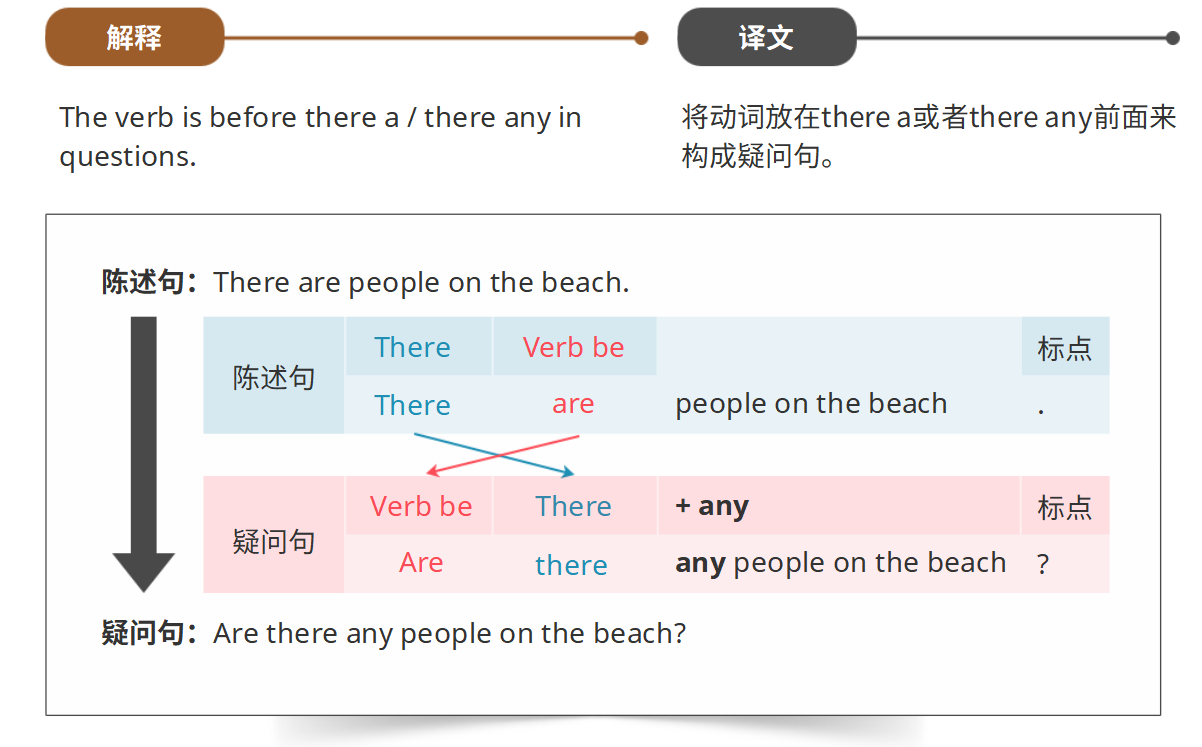 解释
The verb is before there a / there any in
questions.
译文
将动词放在there a或者there any前面来
构成疑问句。
陈述句：There are people on the beach.
陈述句
There Verb be 标点
There are people on the beach .
疑问句
Verb be There + any 标点
Are there any people on the beach ?
疑问句：Are there any people on the beach?